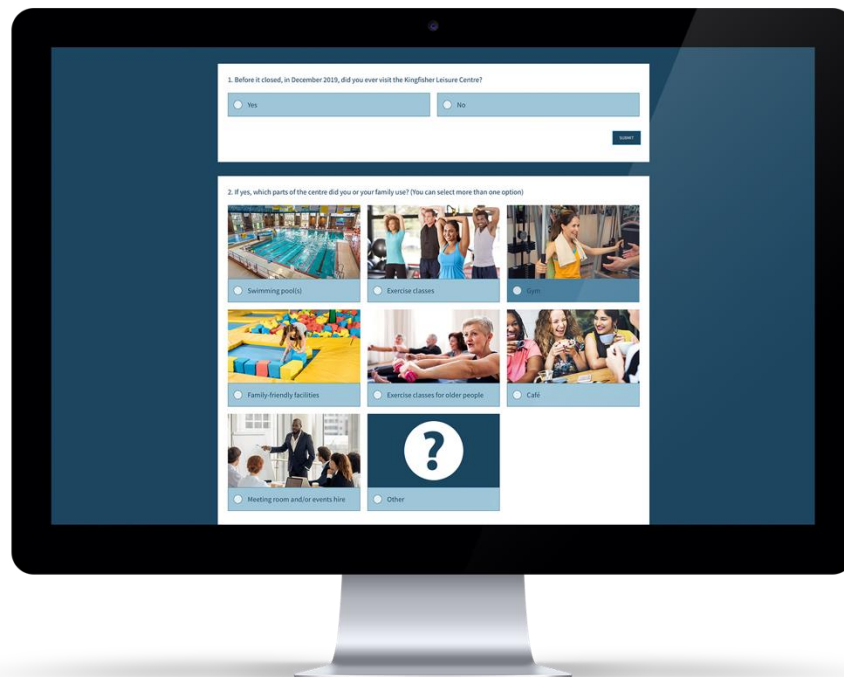 1. Before it closed, in December 2019, did you ever visit the Kingfisher Leisure Centre?
Yes
No
SUBMIT
2. If yes, which parts of the centre did you or your family use? (You can select more than one option)
Swimming pool(s)
Exercise classes
Gym
Family-friendly facilities
Exercise classes for older people
Café
Meeting room and/or events hire
?
Other